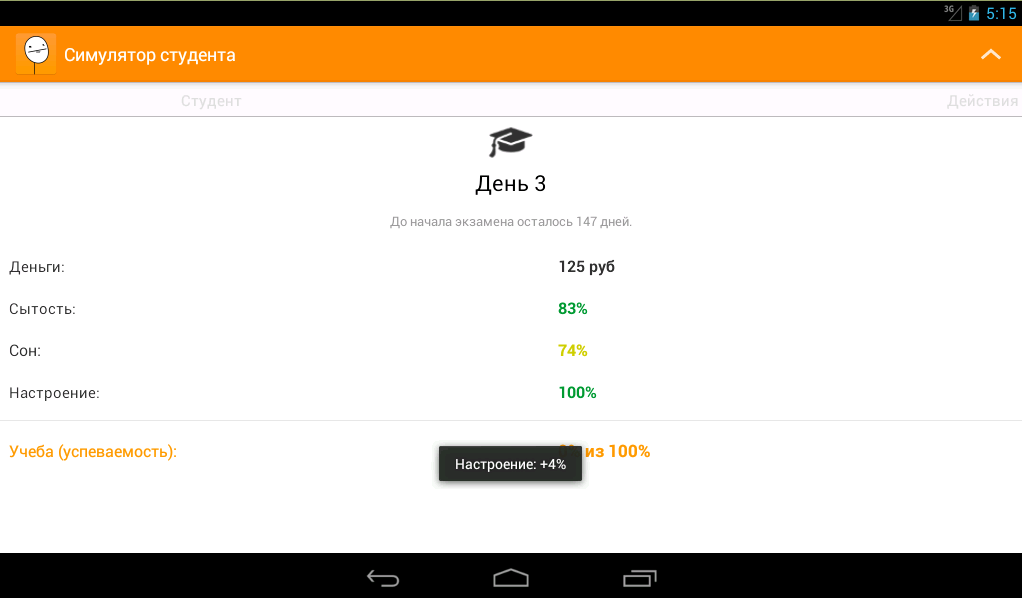 3G 5:15
Симулятор студента
Студент Действия
День 3
До начала экзамена осталось 147 дней.
Деньги: 125 руб
Сытость: 83%
Сон: 74%
Настроение: 100%
Учеба (успеваемость): из 100%
Настроение: +4%